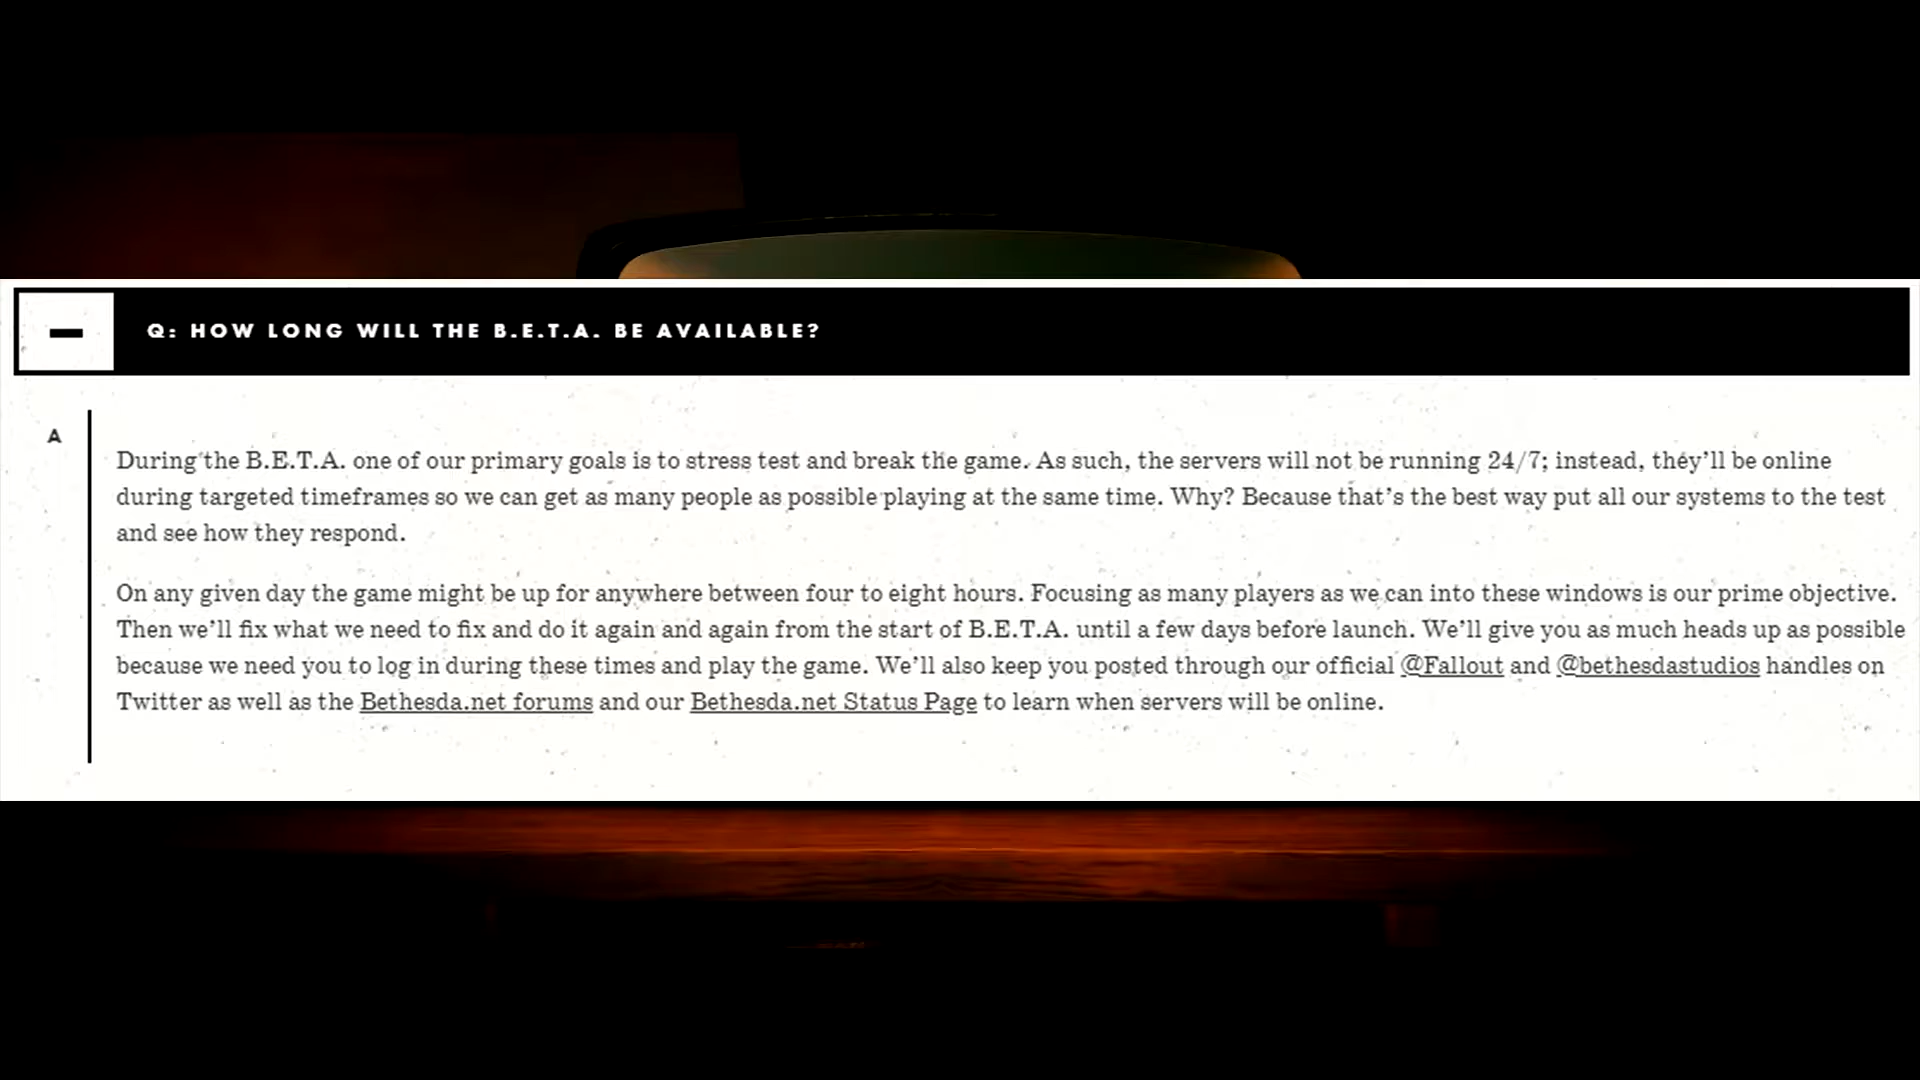 Q: HOW LONG WILL THE B.E.T.A. BE AVAILABLE?
A
During the B.E.T.A. one of our primary goals is to stress test and break the game. As such, the servers will not be running 24/7; instead, they’ll be online
during targeted timeframes so we can get as many people as possible playing at the same time. Why? Because that’s the best way put all our systems to the test
and see how they respond.
On any given day the game might be up for anywhere between four to eight hours. Focusing as many players as we can into these windows is our prime objective.
Then we’ll fix what we need to fix and do it again and again from the start of B.E.T.A. until a few days before launch. We’ll give you as much heads up as possible
because we need you to log in during these times and play the game. We’ll also keep you posted through our official @Fallout and @bethesdastudios handles on
Twitter as well as the Bethesda.net forums and our Bethesda.net Status Page to learn when servers will be online.